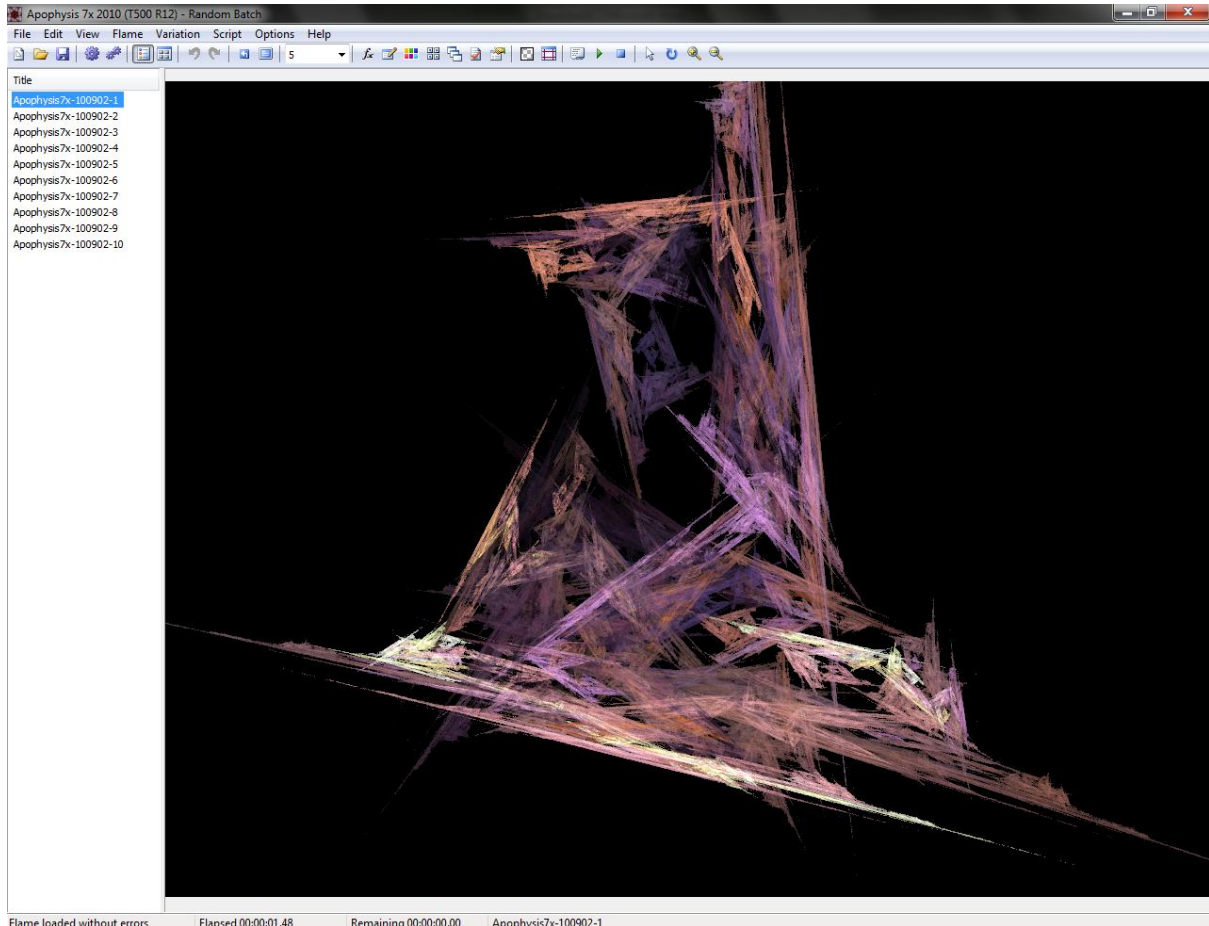 Apophysis 7x 2010 (T500 R12) - Random Batch
File Edit View Flame Variation Script Options Help
5
Title
Apophysis7x-100902-1
Apophysis7x-100902-2
Apophysis7x-100902-3
Apophysis7x-100902-4
Apophysis7x-100902-5
Apophysis7x-100902-6
Apophysis7x-100902-7
Apophysis7x-100902-8
Apophysis7x-100902-9
Apophysis7x-100902-10
Flame loaded without errors Elapsed 00:00:01.48 Remaining 00:00:00.00 Apophysis7x-100902-1